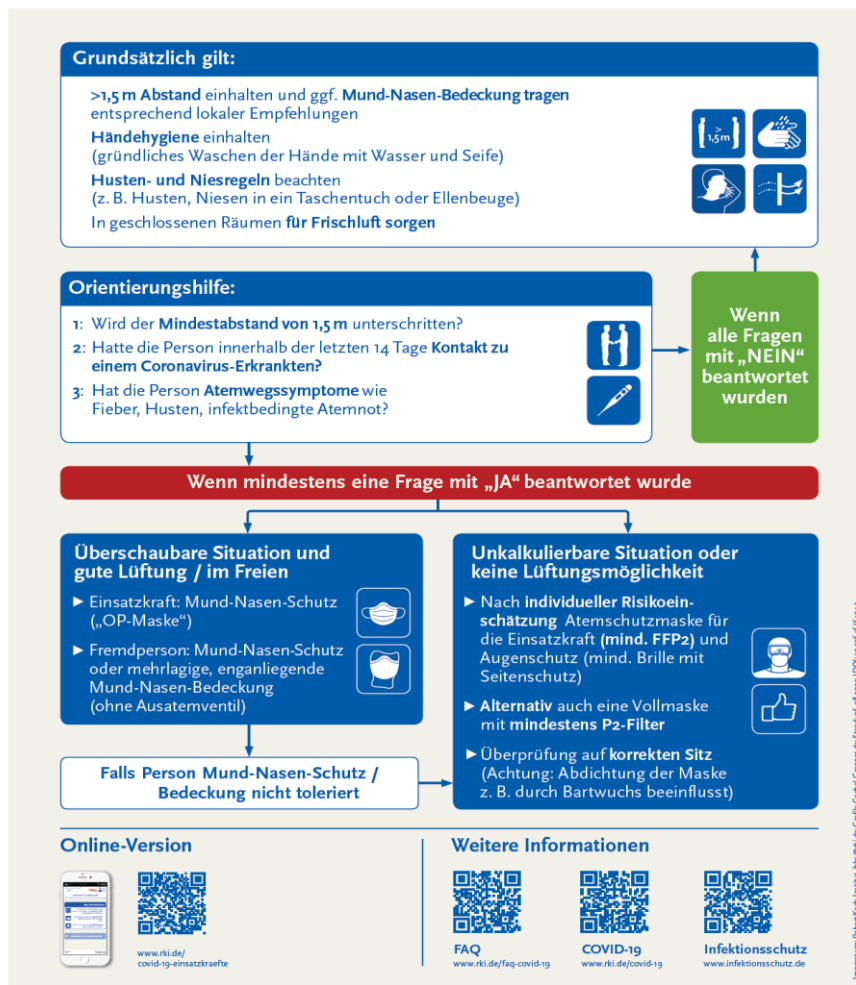 Grundsätzlich gilt:
>1,5 m Abstand einhalten und ggf. Mund-Nasen-Bedeckung tragen
entsprechend lokaler Empfehlungen
Händehygiene einhalten
(gründliches Waschen der Hände mit Wasser und Seife)
Husten- und Niesregeln beachten
(z. B. Husten, Niesen in ein Taschentuch oder Ellenbeuge)
In geschlossenen Räumen für Frischluft sorgen
>
1,5m
Orientierungshilfe:
1: Wird der Mindestabstand von 1,5 m unterschritten?
2: Hatte die Person innerhalb der letzten 14 Tage Kontakt zu
einem Coronavirus-Erkrankten?
3: Hat die Person Atemwegssymptome wie
Fieber, Husten, infektbedingte Atemnot?
Wenn
alle Fragen
mit „NEIN“
beantwortet
wurden
Wenn mindestens eine Frage mit „JA“ beantwortet wurde
Überschaubare Situation und
gute Lüftung / im Freien
► Einsatzkraft: Mund-Nasen-Schutz
(„OP-Maske“)
► Fremdperson: Mund-Nasen-Schutz
oder mehrlagige, enganliegende
Mund-Nasen-Bedeckung
(ohne Ausatemventil)
Unkalkulierbare Situation oder
keine Lüftungsmöglichkeit
► Nach individueller Risikoein-
schätzung Atemschutzmaske für
die Einsatzkraft (mind. FFP2) und
Augenschutz (mind. Brille mit
Seitenschutz)
► Alternativ auch eine Vollmaske
mit mindestens P2-Filter
► Überprüfung auf korrekten Sitz
(Achtung: Abdichtung der Maske
z. B. durch Bartwuchs beeinflusst)
Falls Person Mund-Nasen-Schutz /
Bedeckung nicht toleriert
Online-Version
www.rki.de/
covid-19-einsatzkraefte
Weitere Informationen
FAQ
www.rki.de/faq-covid-19
COVID-19
www.rki.de/covid-19
Infektionsschutz
www.infektionsschutz.de